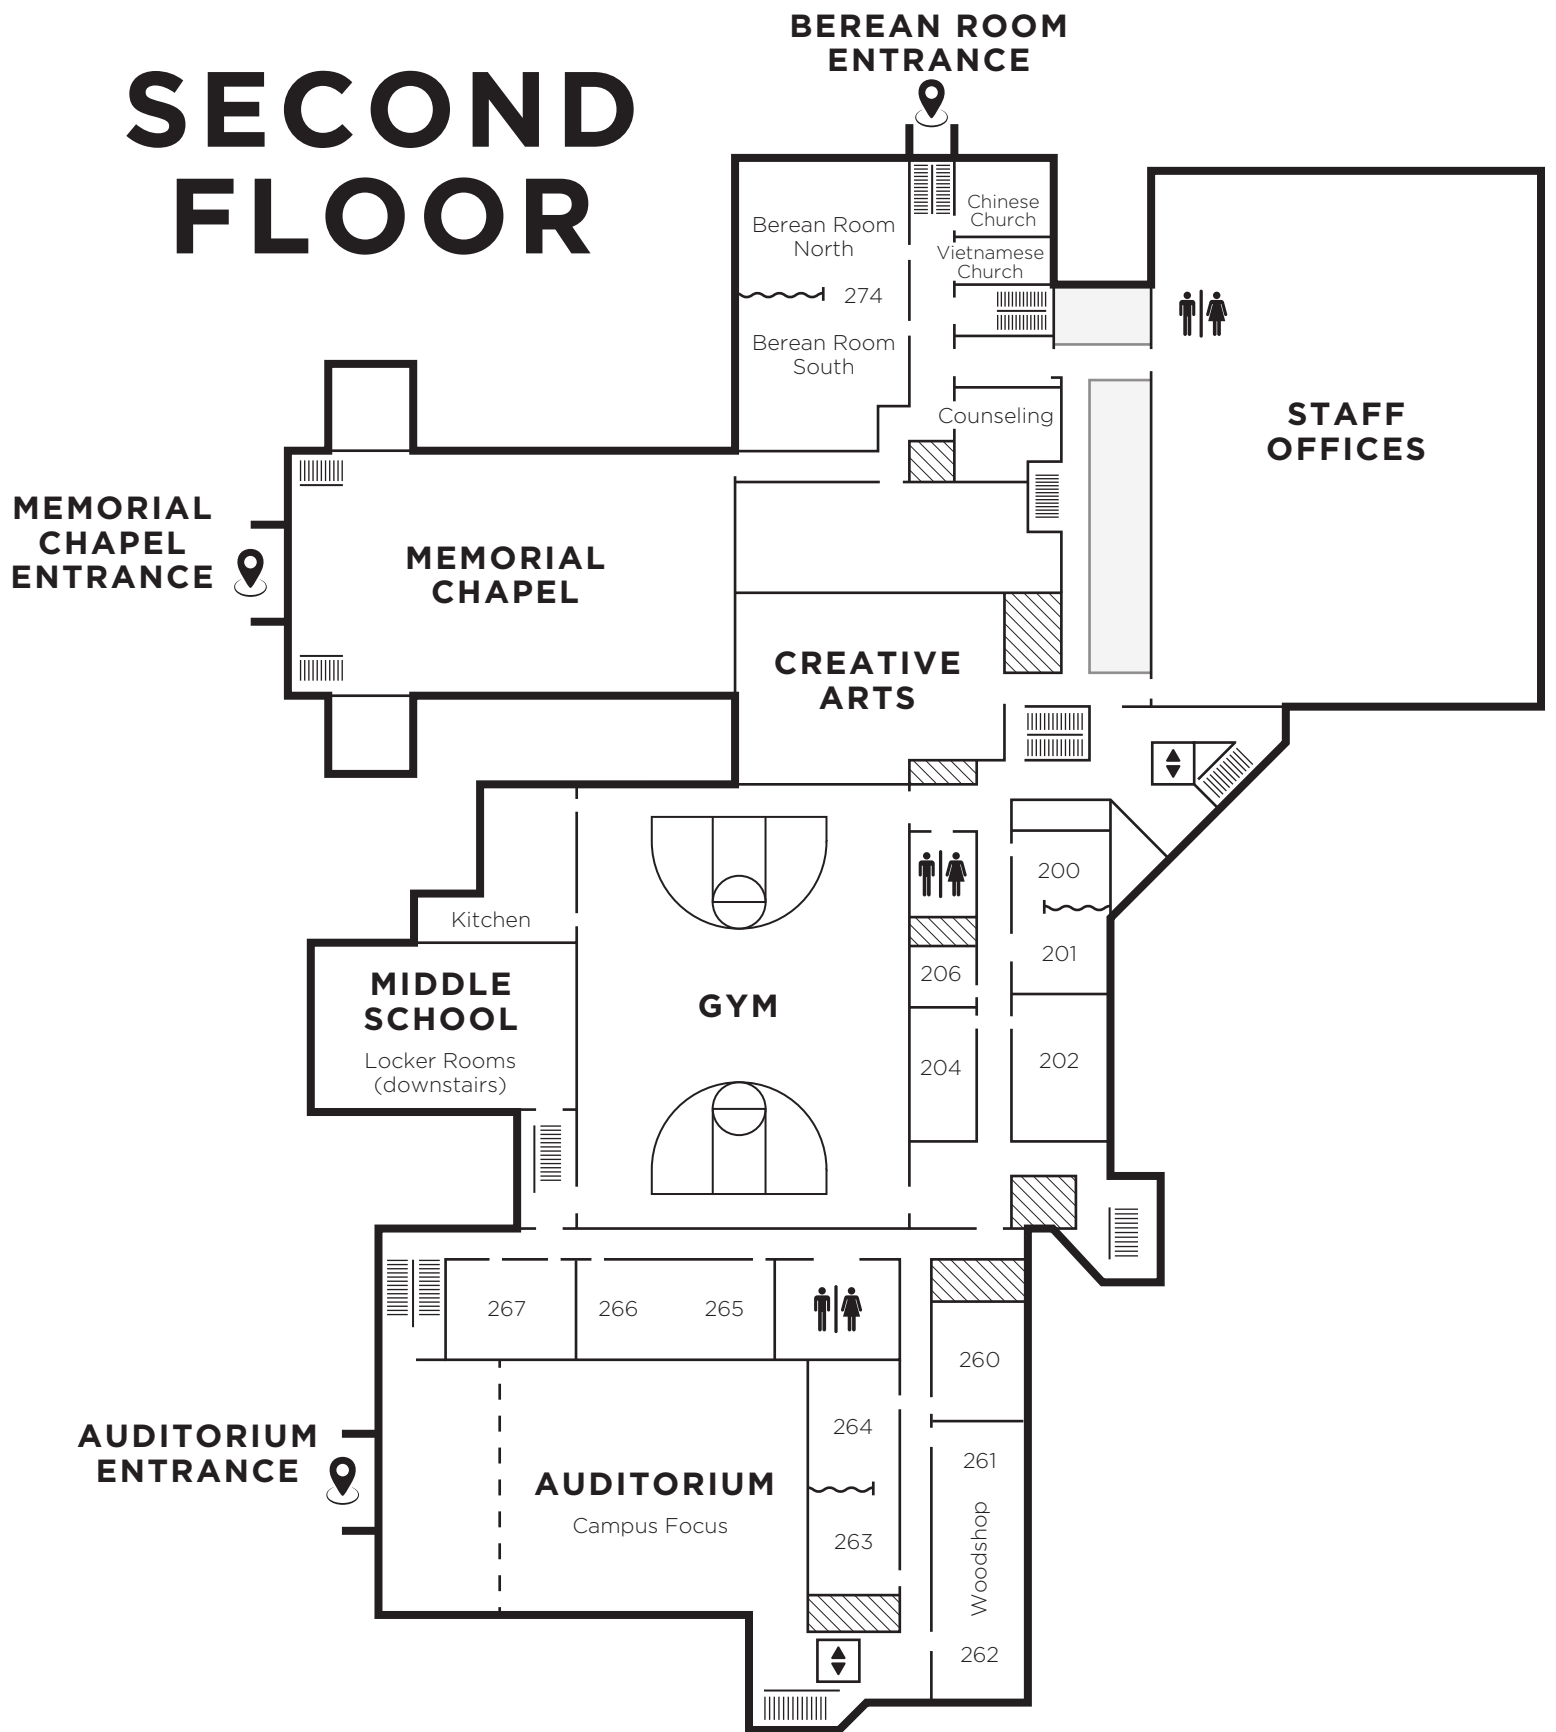 BEREAN ROOM
ENTRANCE
SECOND
FLOOR
Chinese
Church
Berean Room
North
Vietnamese
Church
274
Berean Room
South
STAFF
OFFICES
Counseling
MEMORIAL
CHAPEL
ENTRANCE
MEMORIAL
CHAPEL
CREATIVE
ARTS
200
Kitchen
201
206
MIDDLE
SCHOOL
GYM
Locker Rooms
(downstairs)
204
202
267
266
265
260
264
AUDITORIUM
ENTRANCE
261
AUDITORIUM
Campus Focus
263
Woodshop
262